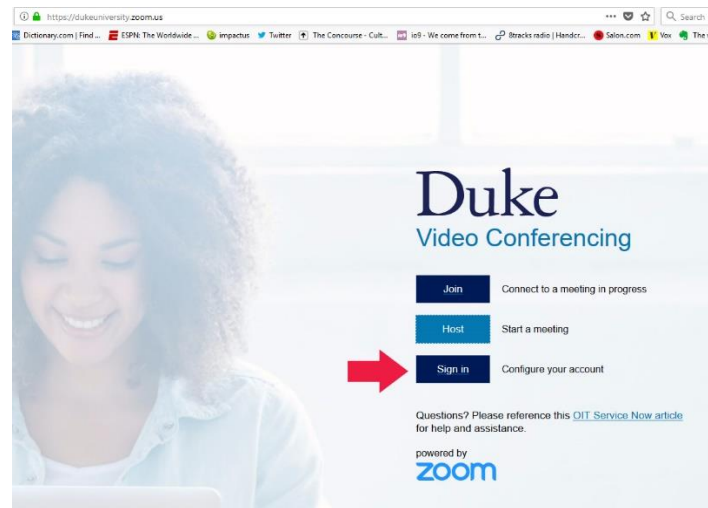 https://dukeuniversity.zoom.us
Search
Dictionary.com | Find ... ESPN: The Worldwide ... impactus Twitter The Concourse - Cult... io9 - We come from t... 8tracks radio | Handcr... Salon.com Vox The
Duke
Video Conferencing
Join Connect to a meeting in progress
Host Start a meeting
Sign in Configure your account
Questions? Please reference this OIT Service Now article
for help and assistance.
powered by
zoom